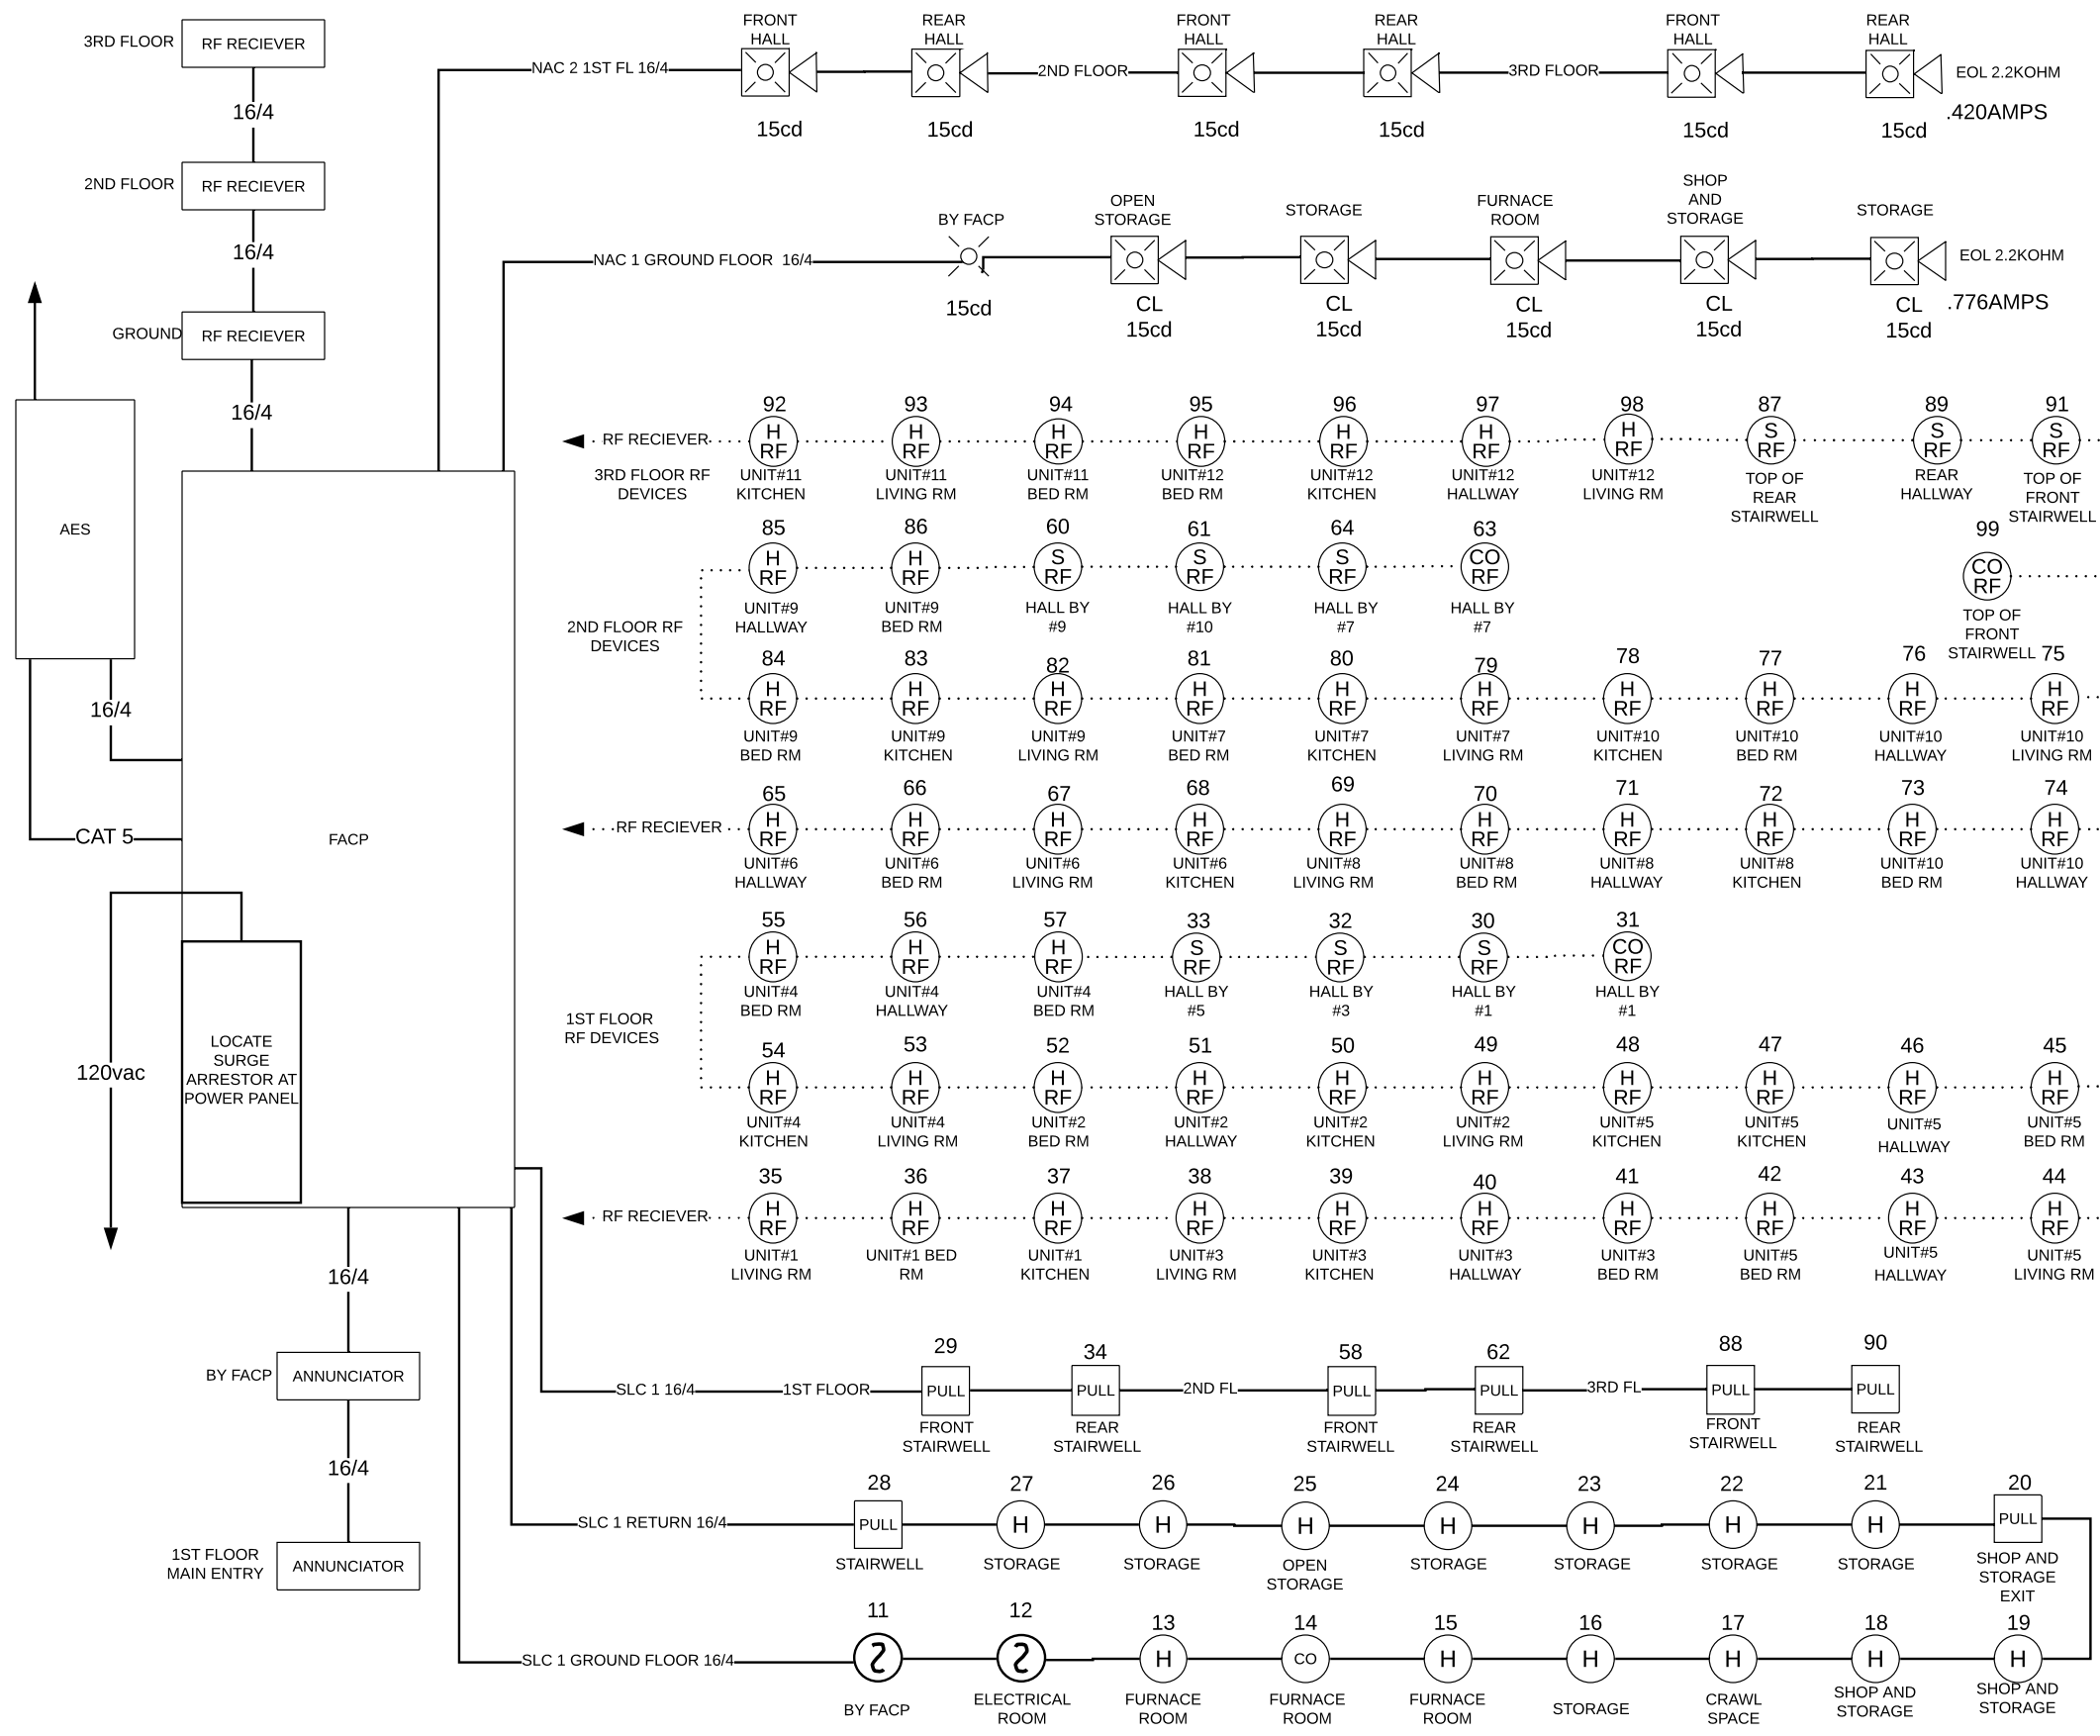 3RD FLOOR
RF RECIEVER
16/4
2ND FLOOR
RF RECIEVER
16/4
GROUND
RF RECIEVER
16/4
AES
16/4
CAT 5
FACP
120vac
LOCATE
SURGE
ARRESTOR AT
POWER PANEL
16/4
BY FACP
ANNUNCIATOR
16/4
1ST FLOOR
MAIN ENTRY
ANNUNCIATOR
FRONT REAR FRONT REAR FRONT REAR
HALL HALL HALL HALL HALL HALL
NAC 2 1ST FL 16/4 2ND FLOOR 3RD FLOOR EOL 2.2KOHM
.420AMPS
15cd 15cd 15cd 15cd 15cd 15cd
BY FACP
OPEN
STORAGE
STORAGE
FURNACE
ROOM
SHOP
AND
STORAGE
STORAGE
NAC 1 GROUND FLOOR 16/4 EOL 2.2KOHM
.776AMPS
CL CL CL CL CL
15cd 15cd 15cd 15cd 15cd 15cd
92 93 94 95 96 97 98 87 89 91
H H H H H H H S S S
RF RECIEVER RF RF RF RF RF RF RF RF RF RF
3RD FLOOR RF UNIT#11 UNIT#11 UNIT#11 UNIT#12 UNIT#12 UNIT#12 UNIT#12 TOP OF REAR TOP OF
DEVICES KITCHEN LIVING RM BED RM BED RM KITCHEN HALLWAY LIVING RM REAR HALLWAY FRONT
STAIRWELL STAIRWELL
85 86 60 61 64 63 99
H H S S S CO CO
RF RF RF RF RF RF RF
UNIT#9 UNIT#9 HALL BY HALL BY HALL BY HALL BY TOP OF
HALLWAY BED RM #9 #10 #7 #7 FRONT
STAIRWELL
2ND FLOOR RF
DEVICES
84 83 82 81 80 79 78 77 76 75
H H H H H H H H H H
RF RF RF RF RF RF RF RF RF RF
UNIT#9 UNIT#9 UNIT#9 UNIT#7 UNIT#7 UNIT#7 UNIT#10 UNIT#10 UNIT#10 UNIT#10
BED RM KITCHEN LIVING RM BED RM KITCHEN LIVING RM KITCHEN BED RM HALLWAY LIVING RM
65 66 67 68 69 70 71 72 73 74
H H H H H H H H H H
RF RECIEVER RF RF RF RF RF RF RF RF RF RF
UNIT#6 UNIT#6 UNIT#6 UNIT#6 UNIT#8 UNIT#8 UNIT#8 UNIT#8 UNIT#10 UNIT#10
HALLWAY BED RM LIVING RM KITCHEN LIVING RM BED RM HALLWAY KITCHEN BED RM HALLWAY
55 56 57 33 32 30 31
H H H S S S CO
RF RF RF RF RF RF RF
UNIT#4 UNIT#4 UNIT#4 HALL BY HALL BY HALL BY HALL BY
BED RM HALLWAY BED RM #5 #3 #1 #1
1ST FLOOR
RF DEVICES
54 53 52 51 50 49 48 47 46 45
H H H H H H H H H H
RF RF RF RF RF RF RF RF RF RF
UNIT#4 UNIT#4 UNIT#2 UNIT#2 UNIT#2 UNIT#2 UNIT#5 UNIT#5 UNIT#5 UNIT#5
KITCHEN LIVING RM BED RM HALLWAY KITCHEN LIVING RM KITCHEN KITCHEN HALLWAY BED RM
35 36 37 38 39 40 41 42 43 44
H H H H H H H H H H
RF RECIEVER RF RF RF RF RF RF RF RF RF RF
UNIT#1 UNIT#1 BED UNIT#1 UNIT#3 UNIT#3 UNIT#3 UNIT#3 UNIT#5 UNIT#5 UNIT#5
LIVING RM RM KITCHEN LIVING RM KITCHEN HALLWAY BED RM BED RM HALLWAY LIVING RM
29 34 58 62 88 90
SLC 1 16/4 1ST FLOOR PULL PULL 2ND FL PULL PULL 3RD FL PULL PULL
FRONT REAR FRONT REAR FRONT REAR
STAIRWELL STAIRWELL STAIRWELL STAIRWELL STAIRWELL STAIRWELL
28 27 26 25 24 23 22 21 20
SLC 1 RETURN 16/4 PULL H H H H H H H PULL
STAIRWELL STORAGE STORAGE OPEN STORAGE STORAGE STORAGE STORAGE SHOP AND
STORAGE STORAGE
EXIT
11 12 13 14 15 16 17 18 19
SLC 1 GROUND FLOOR 16/4 H CO H H H H H
BY FACP ELECTRICAL FURNACE FURNACE FURNACE STORAGE CRAWL SHOP AND SHOP AND
ROOM ROOM ROOM ROOM SPACE STORAGE STORAGE